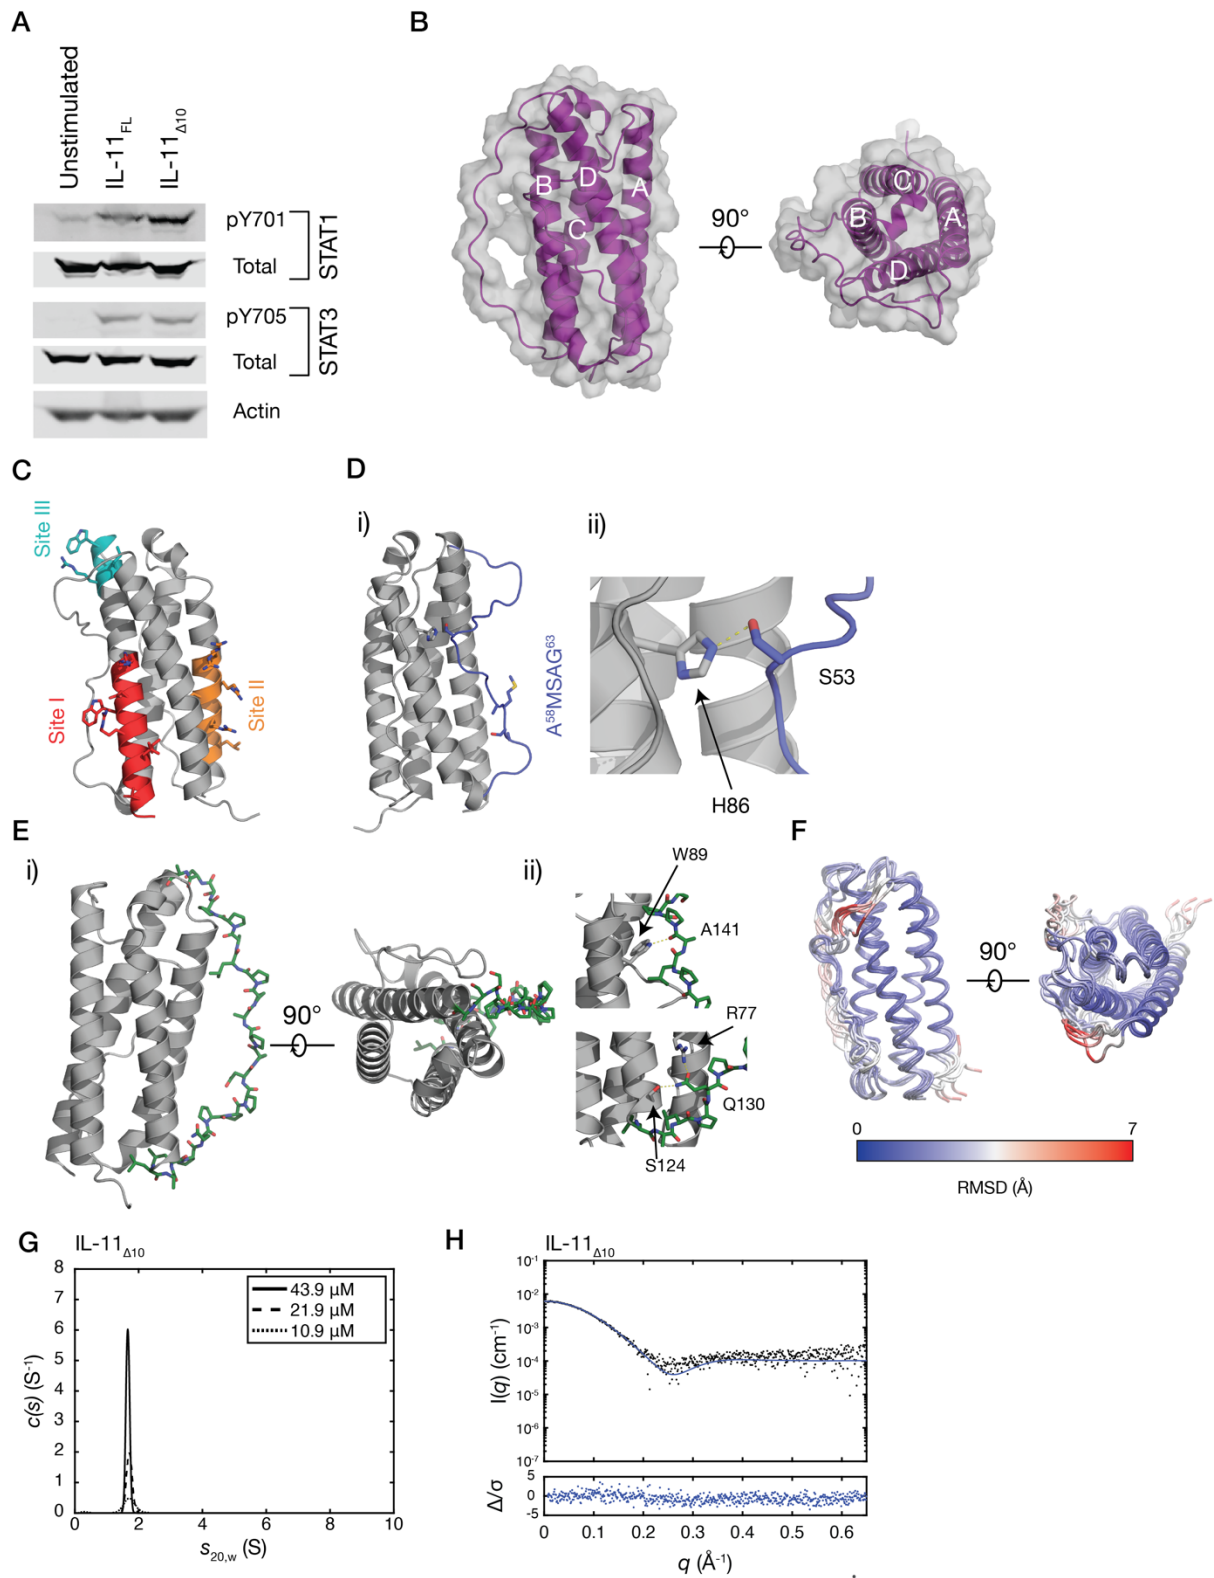 A
Unstimulated
IL-11FL
IL-11Δ10
pY701
Total
STAT1
pY705
Total
STAT3
Actin
B
B
D
A
C
90°
C
B
A
D
C
Site III
Site I
Site II
D
i)
A⁵⁸MSAG⁶³
ii)
S53
H86
E
i)
90°
ii)
W89
A141
R77
Q130
S124
F
90°
0
7
RMSD (Å)
G
IL-11Δ10
8
7
6
5
4
3
2
1
0
c(s) (S⁻¹)
43.9 µM
21.9 µM
10.9 µM
0
2
4
6
8
10
s20,w (S)
H
IL-11Δ10
10⁻¹
10⁻²
10⁻³
10⁻⁴
10⁻⁵
10⁻⁶
10⁻⁷
I(q) (cm⁻¹)
5
0
-5
Δ/σ
0
0.1
0.2
0.3
0.4
0.5
0.6
q (Å⁻¹)